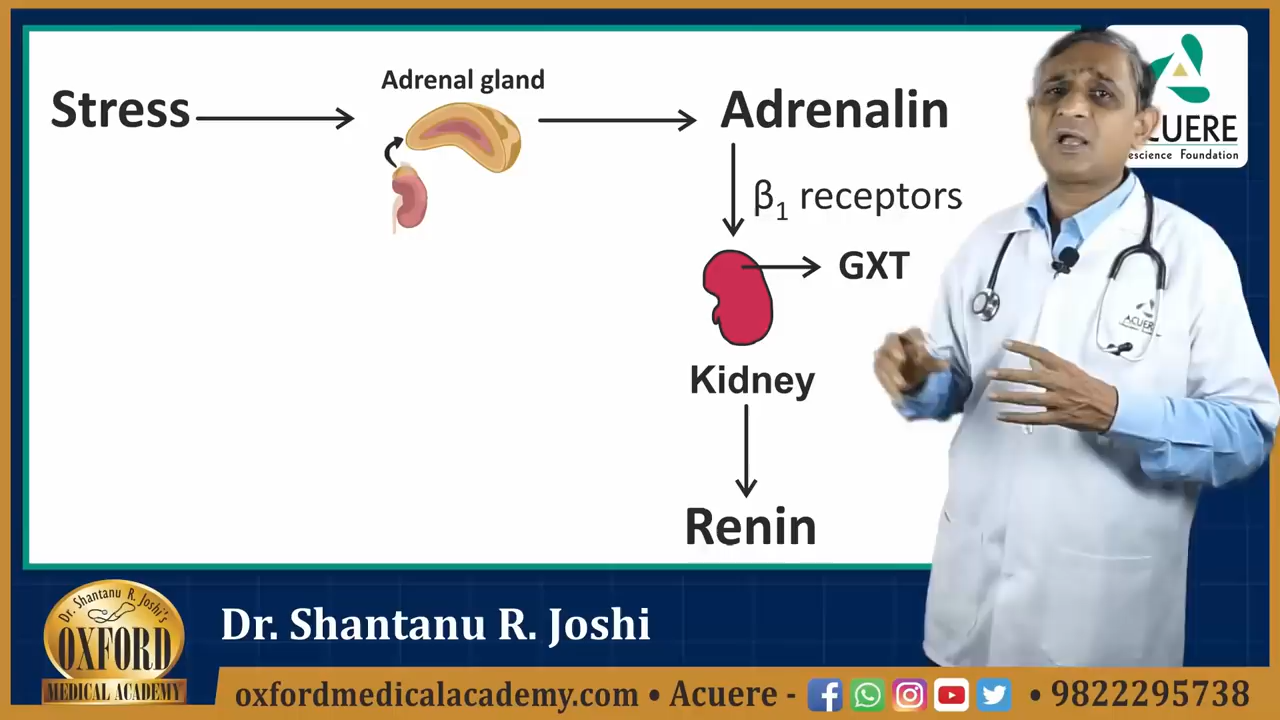 Adrenal gland
Stress
Adrenalin
β1 receptors
GXT
Kidney
Renin
CUERE
escience Foundation
ACUERE
Dr. Shantanu R. Joshi's
OXFORD
MEDICAL ACADEMY
Dr. Shantanu R. Joshi
oxfordmedicalacademy.com • Acuere - • 9822295738